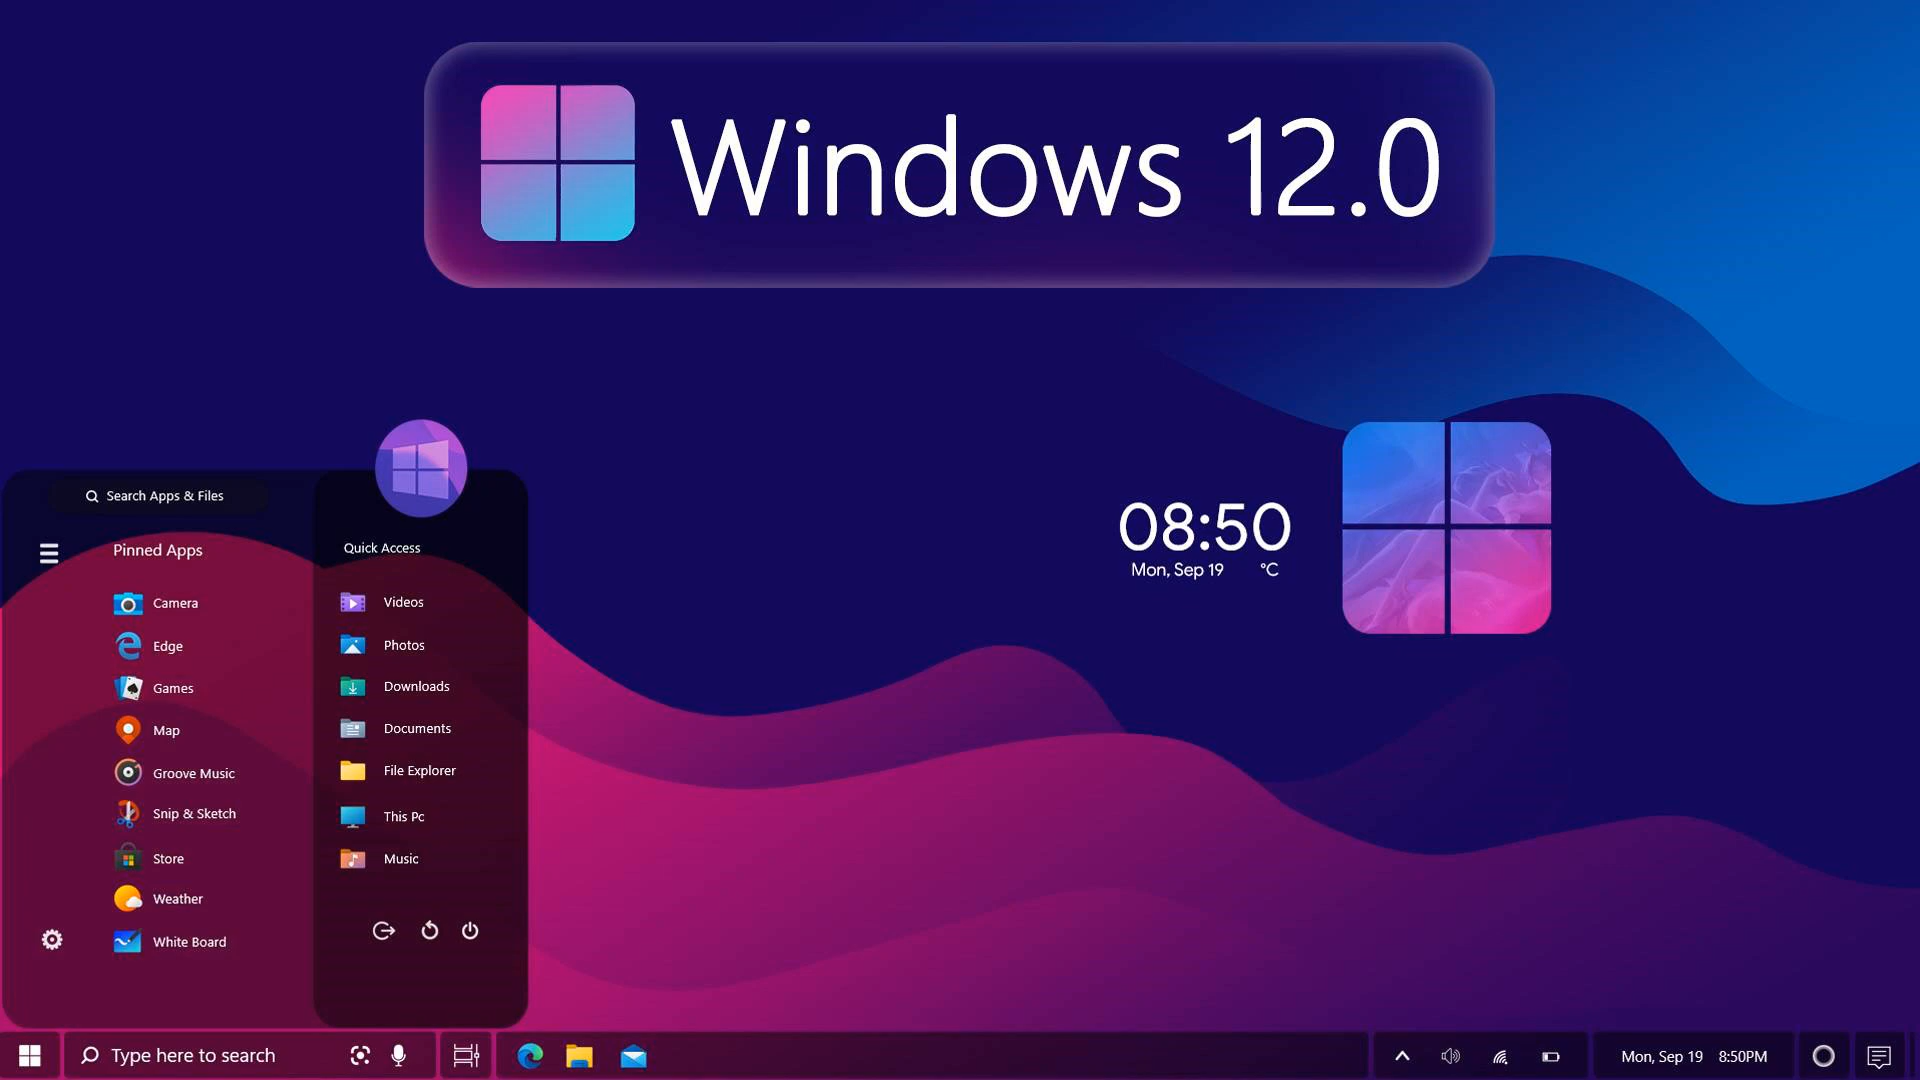 Windows 12.0
Search Apps & Files
Pinned Apps
Camera
Edge
Games
Map
Groove Music
Snip & Sketch
Store
Weather
White Board
Quick Access
Videos
Photos
Downloads
Documents
File Explorer
This Pc
Music
08:50
Mon, Sep 19 °C
Type here to search
Mon, Sep 19 8:50PM